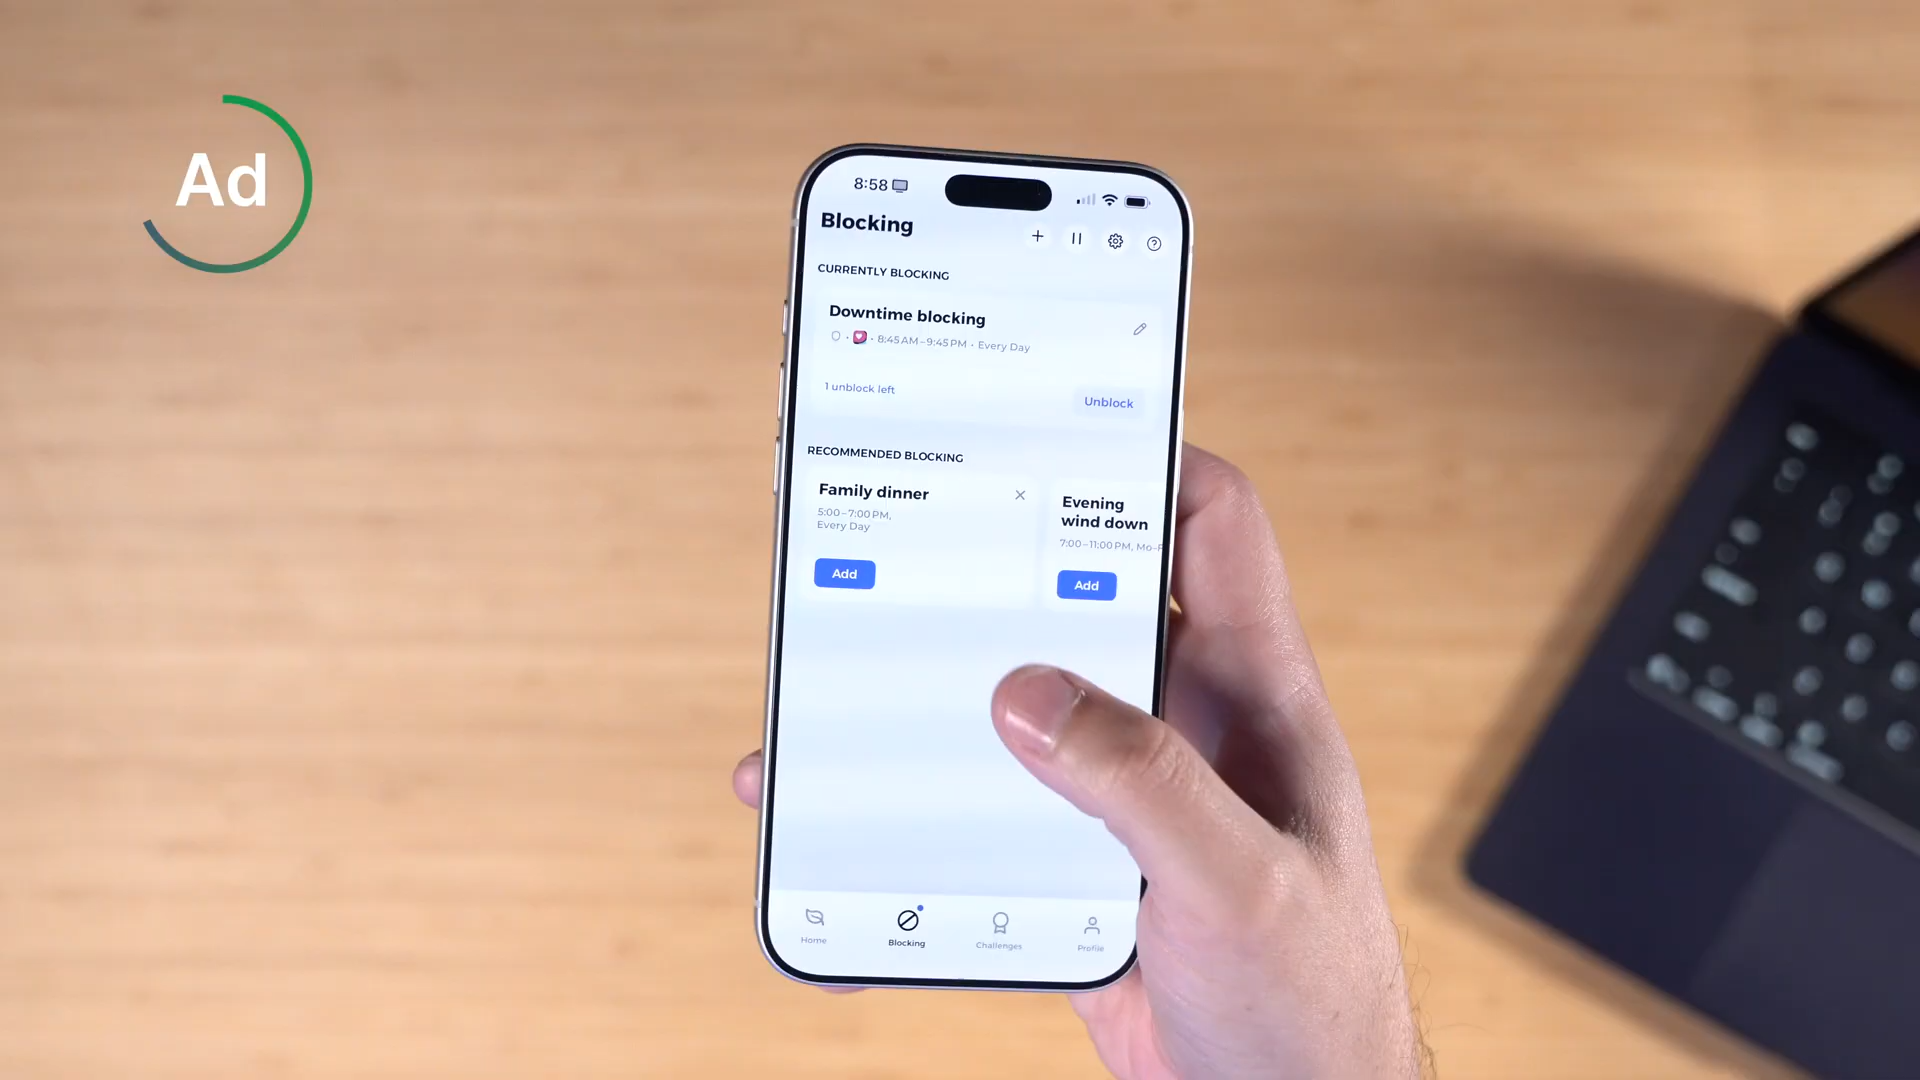 Ad
8:58
Blocking
CURRENTLY BLOCKING
Downtime blocking
8:45 AM–9:45 PM • Every Day
1 unblock left
Unblock
RECOMMENDED BLOCKING
Family dinner
5:00–7:00 PM,
Every Day
Add
Evening
wind down
7:00–11:00 PM, Mo-F
Add
Home
Blocking
Challenges
Profile